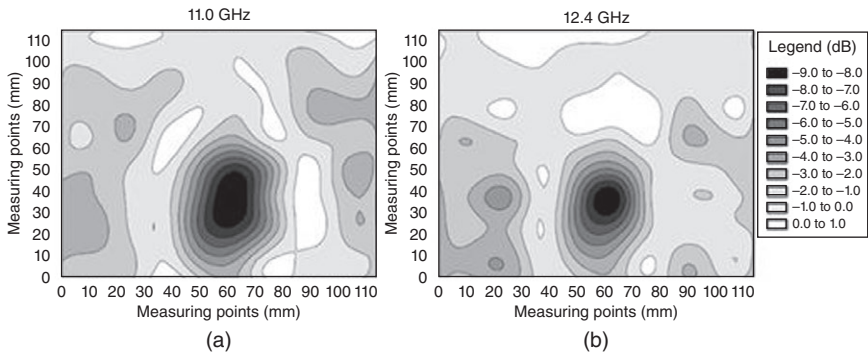 11.0 GHz
115
110
100
90
80
70
60
50
40
30
20
10
0
Measuring points (mm)
0 10 20 30 40 50 60 70 80 90 100 110
Measuring points (mm)
(a)
12.4 GHz
110
100
90
80
70
60
50
40
30
20
10
0
Measuring points (mm)
0 10 20 30 40 50 60 70 80 90 100 110
Measuring points (mm)
(b)
Legend (dB)
–9.0 to –8.0
–8.0 to –70
–70 to –6.0
–6.0 to –5.0
–5.0 to –4.0
–4.0 to –3.0
–3.0 to –2.0
–2.0 to –1.0
–1.0 to 0.0
0.0 to 1.0